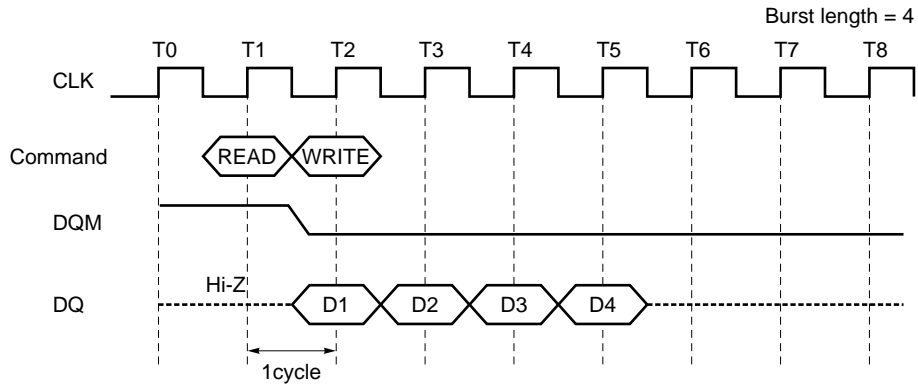 Burst length = 4
T0 T1 T2 T3 T4 T5 T6 T7 T8
CLK
Command READ WRITE
DQM
Hi-Z
DQ D1 D2 D3 D4
1cycle